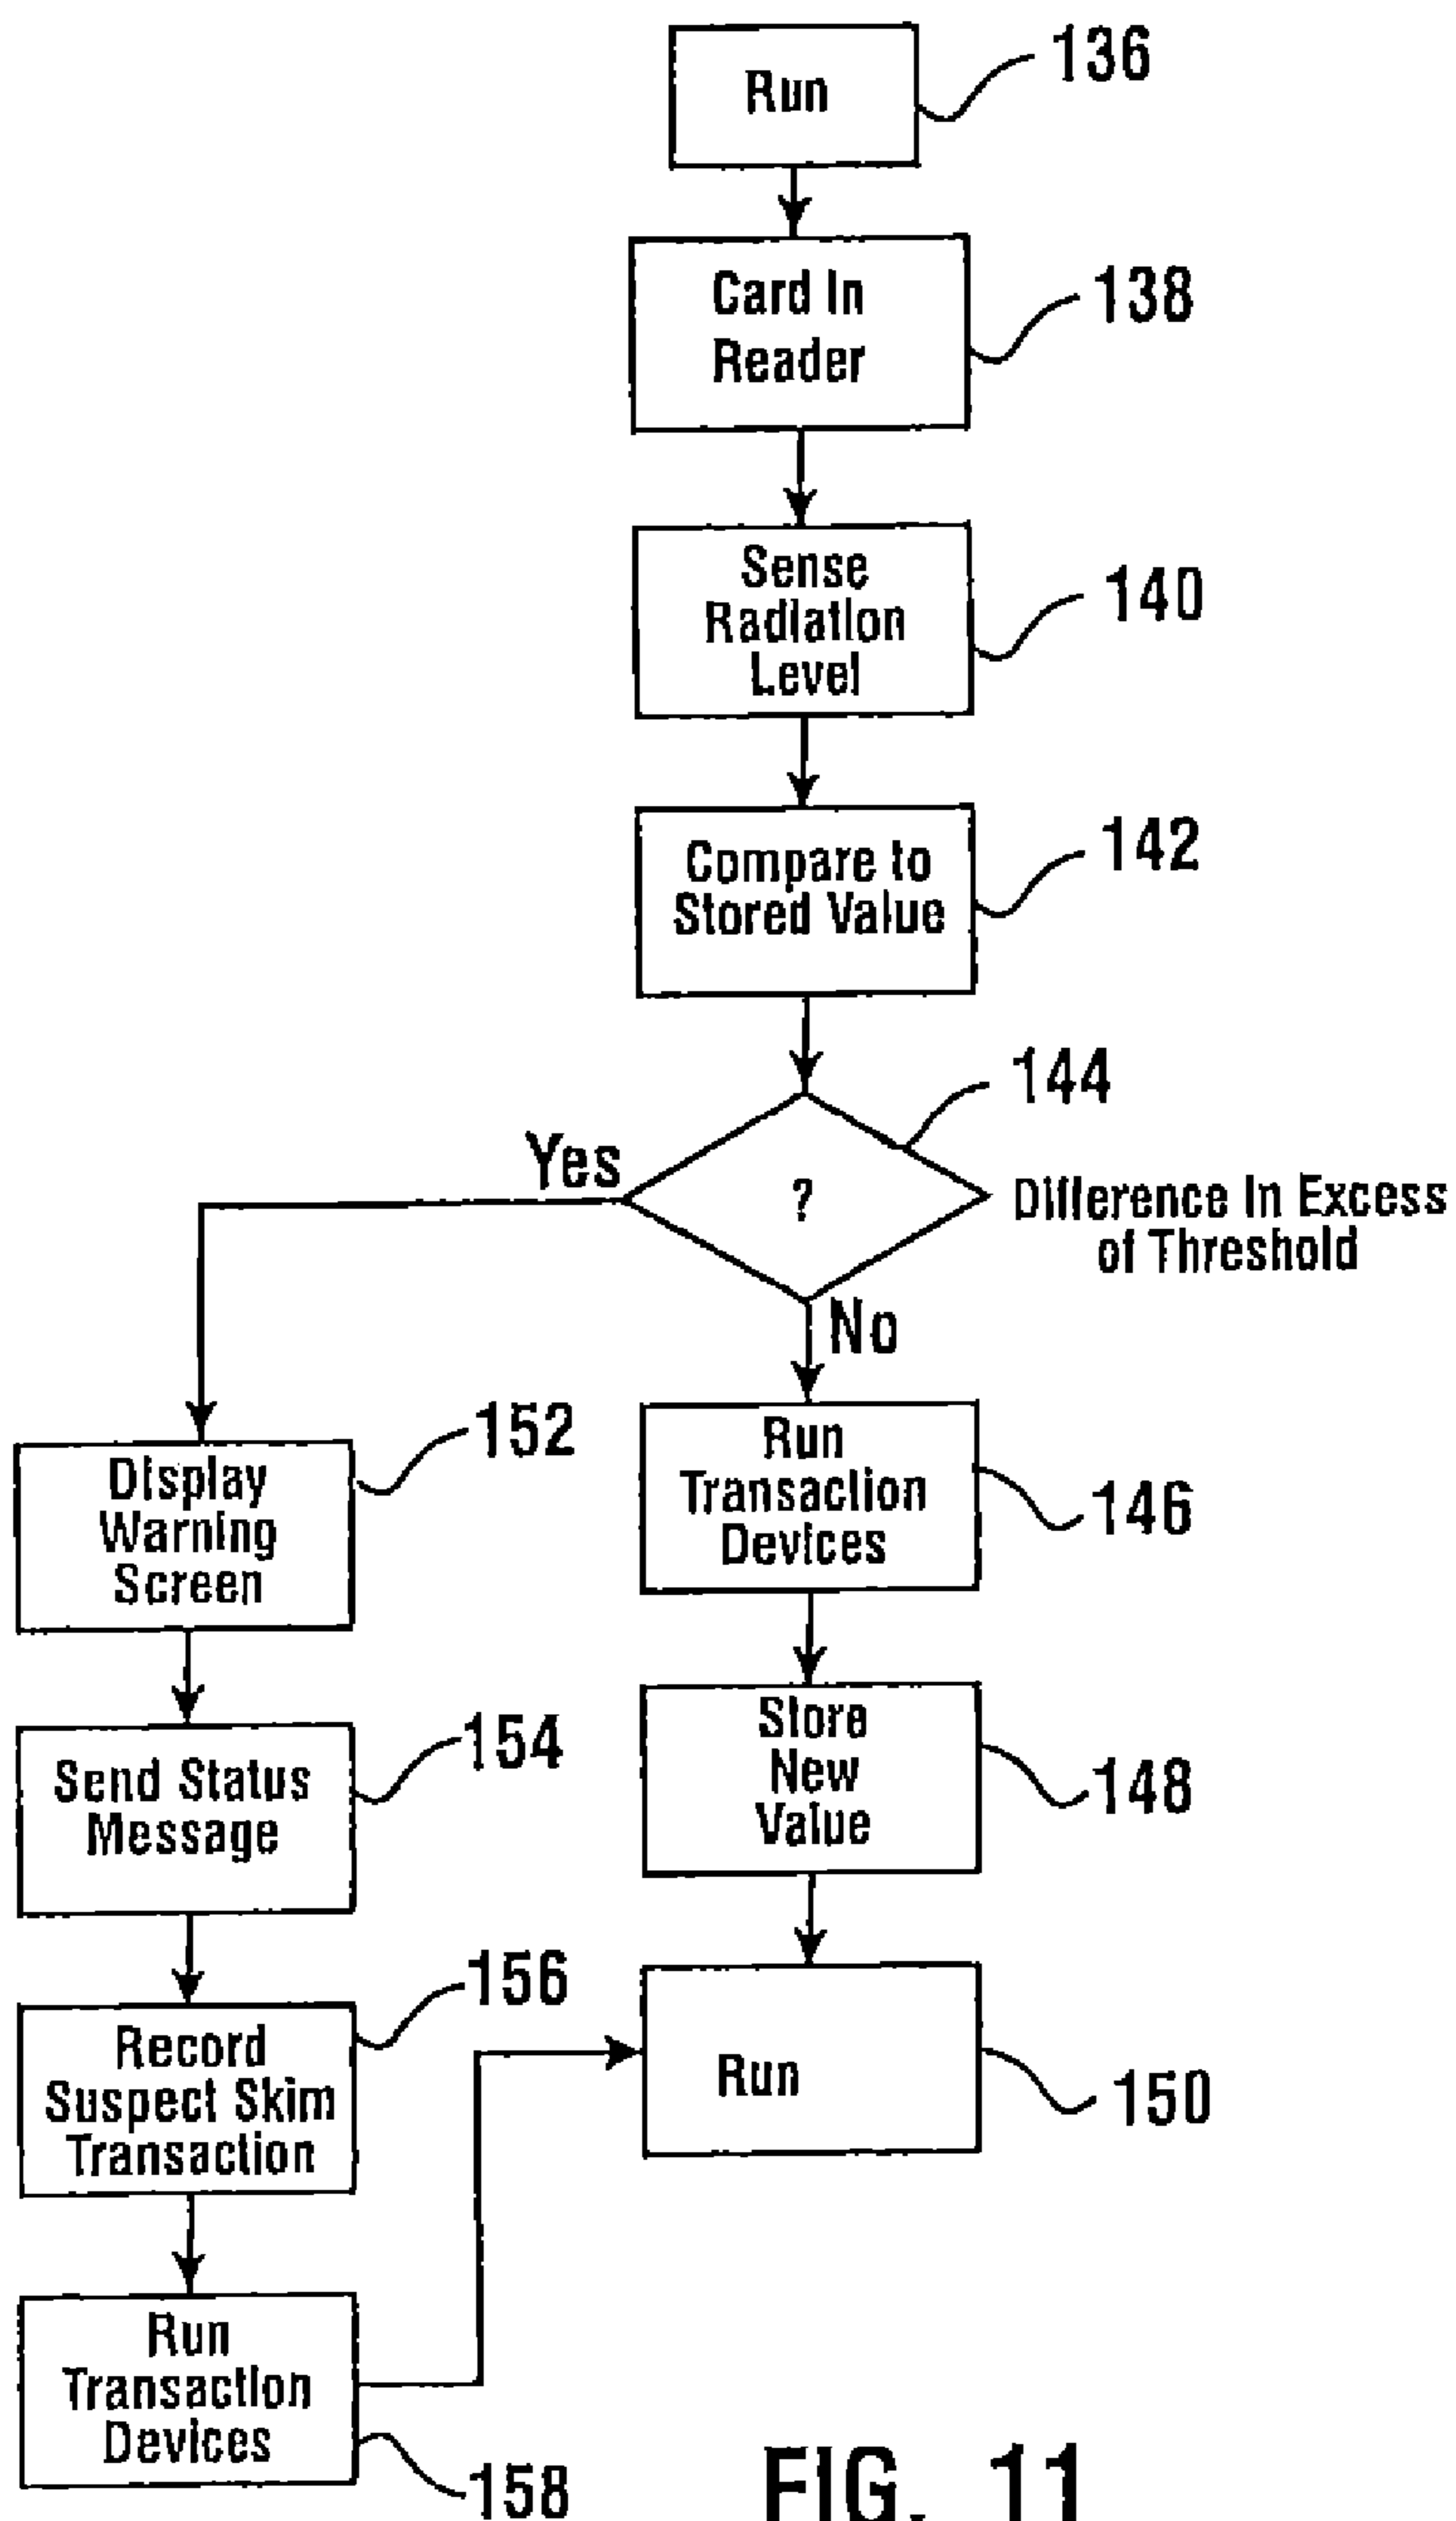 Run
136
Card In
Reader
138
Sense
Radiation
Level
140
Compare to
Stored Value
142
144
Yes
?
Difference In Excess
of Threshold
No
Display
Warning
Screen
152
Run
Transaction
Devices
146
Send Status
Message
154
Store
New
Value
148
Record
Suspect Skim
Transaction
156
Run
150
Run
Transaction
Devices
158
FIG. 11